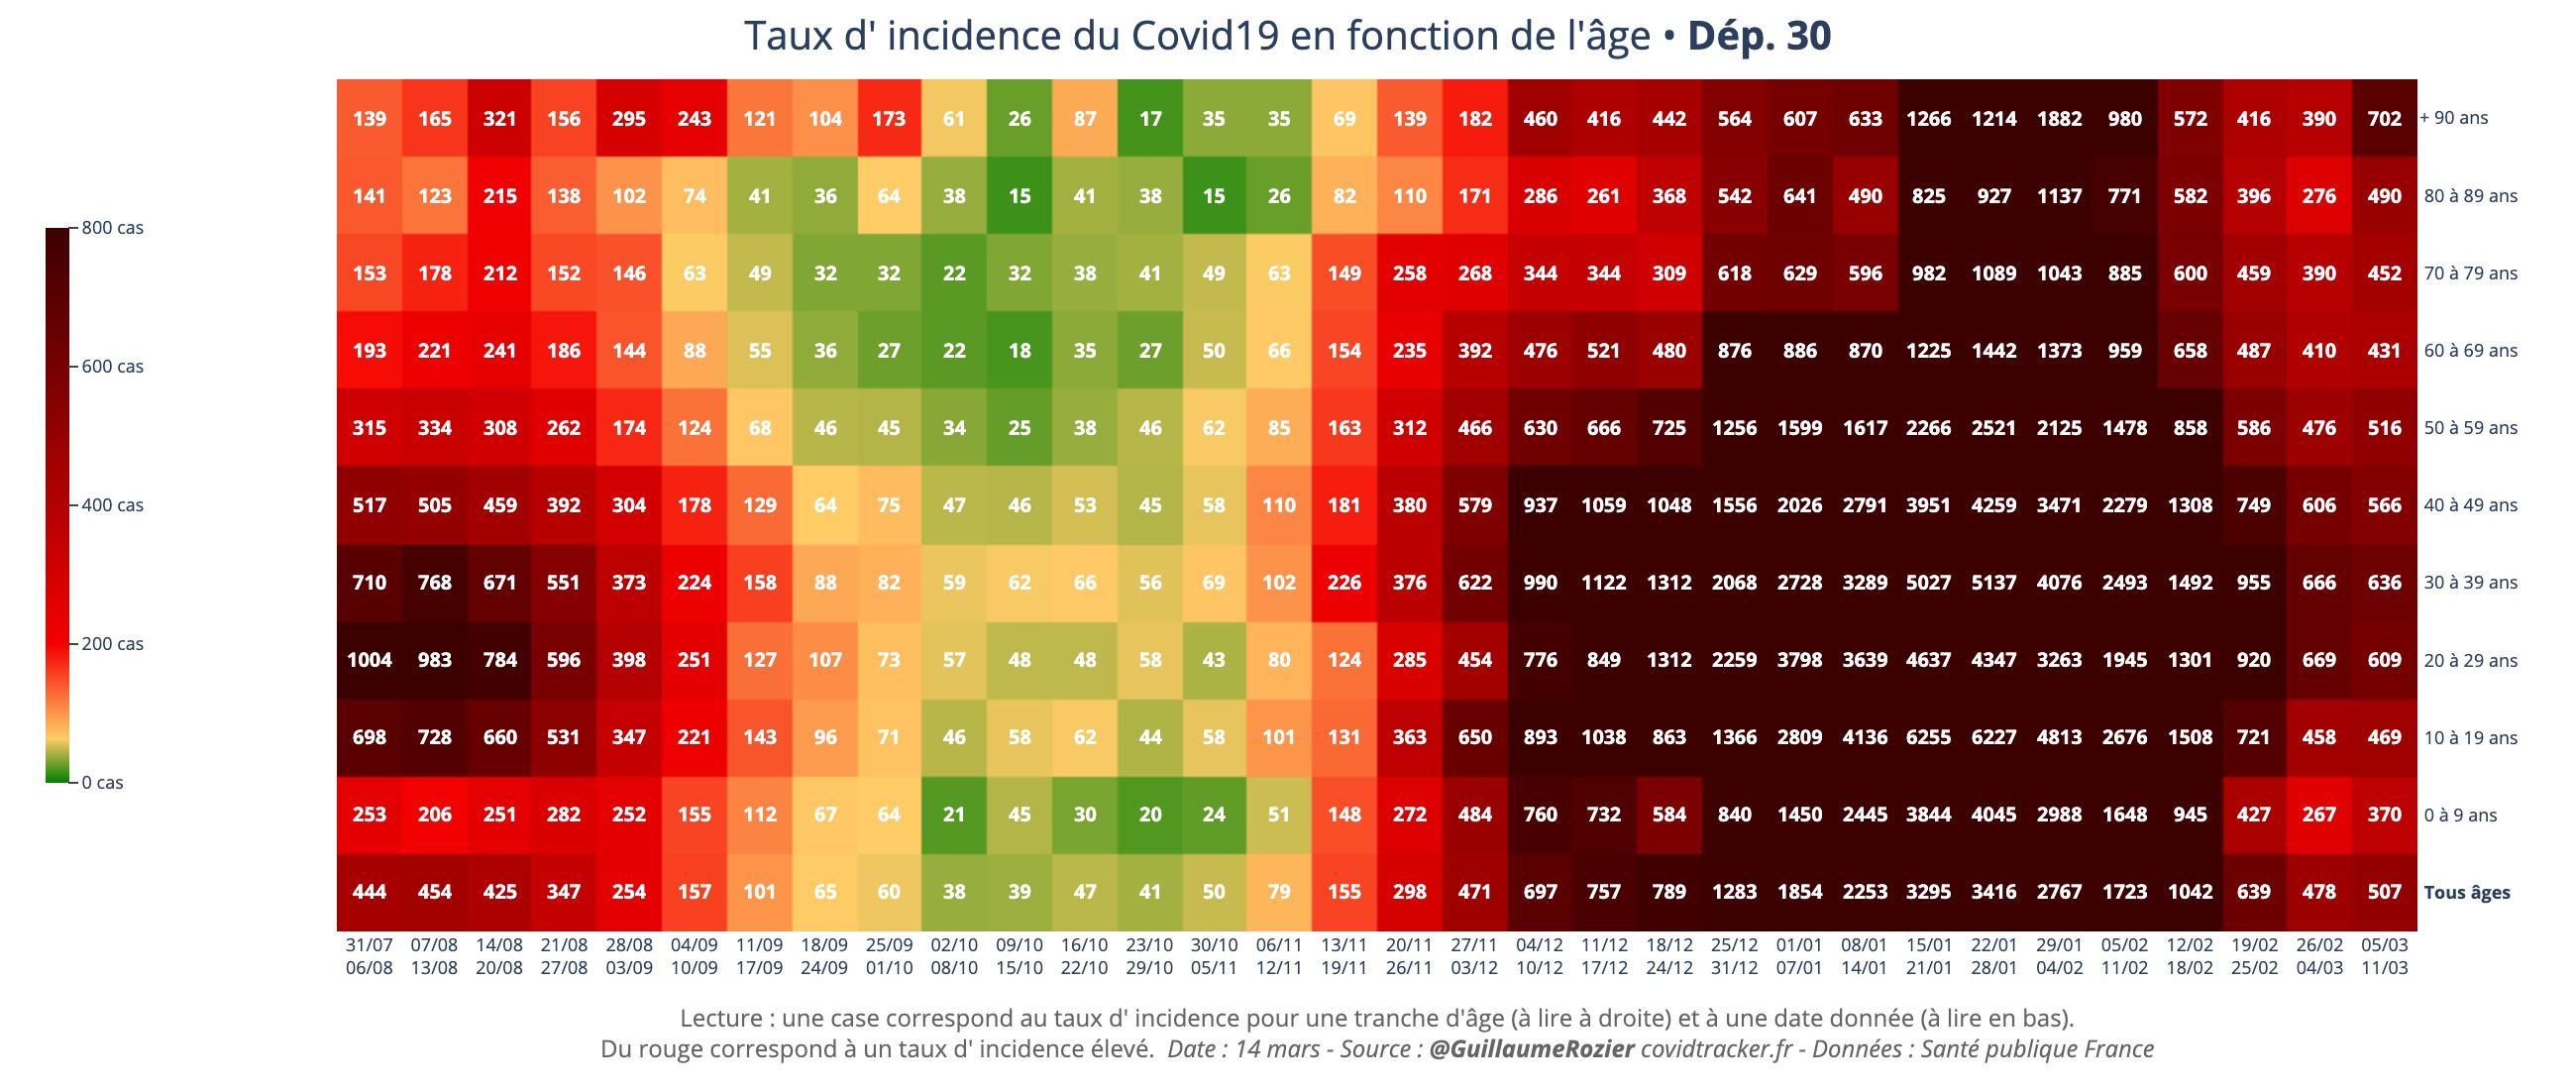 Taux d' incidence du Covid19 en fonction de l'âge • Dép. 30
800 cas
600 cas
400 cas
200 cas
0 cas
139 165 321 156 295 243 121 104 173 61 26 87 17 35 35 69 139 182 460 416 442 564 607 633 1266 1214 1882 980 572 416 390 702 + 90 ans
141 123 215 138 102 74 41 36 64 38 15 41 38 15 26 82 110 171 286 261 368 542 641 490 825 927 1137 771 582 396 276 490 80 à 89 ans
153 178 212 152 146 63 49 32 32 22 32 38 41 49 63 149 258 268 344 344 309 618 629 596 982 1089 1043 885 600 459 390 452 70 à 79 ans
193 221 241 186 144 88 55 36 27 22 18 35 27 50 66 154 235 392 476 521 480 876 886 870 1225 1442 1373 959 658 487 410 431 60 à 69 ans
315 334 308 262 174 124 68 46 45 34 25 38 46 62 85 163 312 466 630 666 725 1256 1599 1617 2266 2521 2125 1478 858 586 476 516 50 à 59 ans
517 505 459 392 304 178 129 64 75 47 46 53 45 58 110 181 380 579 937 1059 1048 1556 2026 2791 3951 4259 3471 2279 1308 749 606 566 40 à 49 ans
710 768 671 551 373 224 158 88 82 59 62 66 56 69 102 226 376 622 990 1122 1312 2068 2728 3289 5027 5137 4076 2493 1492 955 666 636 30 à 39 ans
1004 983 784 596 398 251 127 107 73 57 48 48 58 43 80 124 285 454 776 849 1312 2259 3798 3639 4637 4347 3263 1945 1301 920 669 609 20 à 29 ans
698 728 660 531 347 221 143 96 71 46 58 62 44 58 101 131 363 650 893 1038 863 1366 2809 4136 6255 6227 4813 2676 1508 721 458 469 10 à 19 ans
253 206 251 282 252 155 112 67 64 21 45 30 20 24 51 148 272 484 760 732 584 840 1450 2445 3844 4045 2988 1648 945 427 267 370 0 à 9 ans
444 454 425 347 254 157 101 65 60 38 39 47 41 50 79 155 298 471 697 757 789 1283 1854 2253 3295 3416 2767 1723 1042 639 478 507 Tous âges
31/07 07/08 14/08 21/08 28/08 04/09 11/09 18/09 25/09 02/10 09/10 16/10 23/10 30/10 06/11 13/11 20/11 27/11 04/12 11/12 18/12 25/12 01/01 08/01 15/01 22/01 29/01 05/02 12/02 19/02 26/02 05/03
06/08 13/08 20/08 27/08 03/09 10/09 17/09 24/09 01/10 08/10 15/10 22/10 29/10 05/11 12/11 19/11 26/11 03/12 10/12 17/12 24/12 31/12 07/01 14/01 21/01 28/01 04/02 11/02 18/02 25/02 04/03 11/03
Lecture : une case correspond au taux d' incidence pour une tranche d'âge (à lire à droite) et à une date donnée (à lire en bas).
Du rouge correspond à un taux d' incidence élevé. Date : 14 mars - Source : @GuillaumeRozier covidtracker.fr - Données : Santé publique France